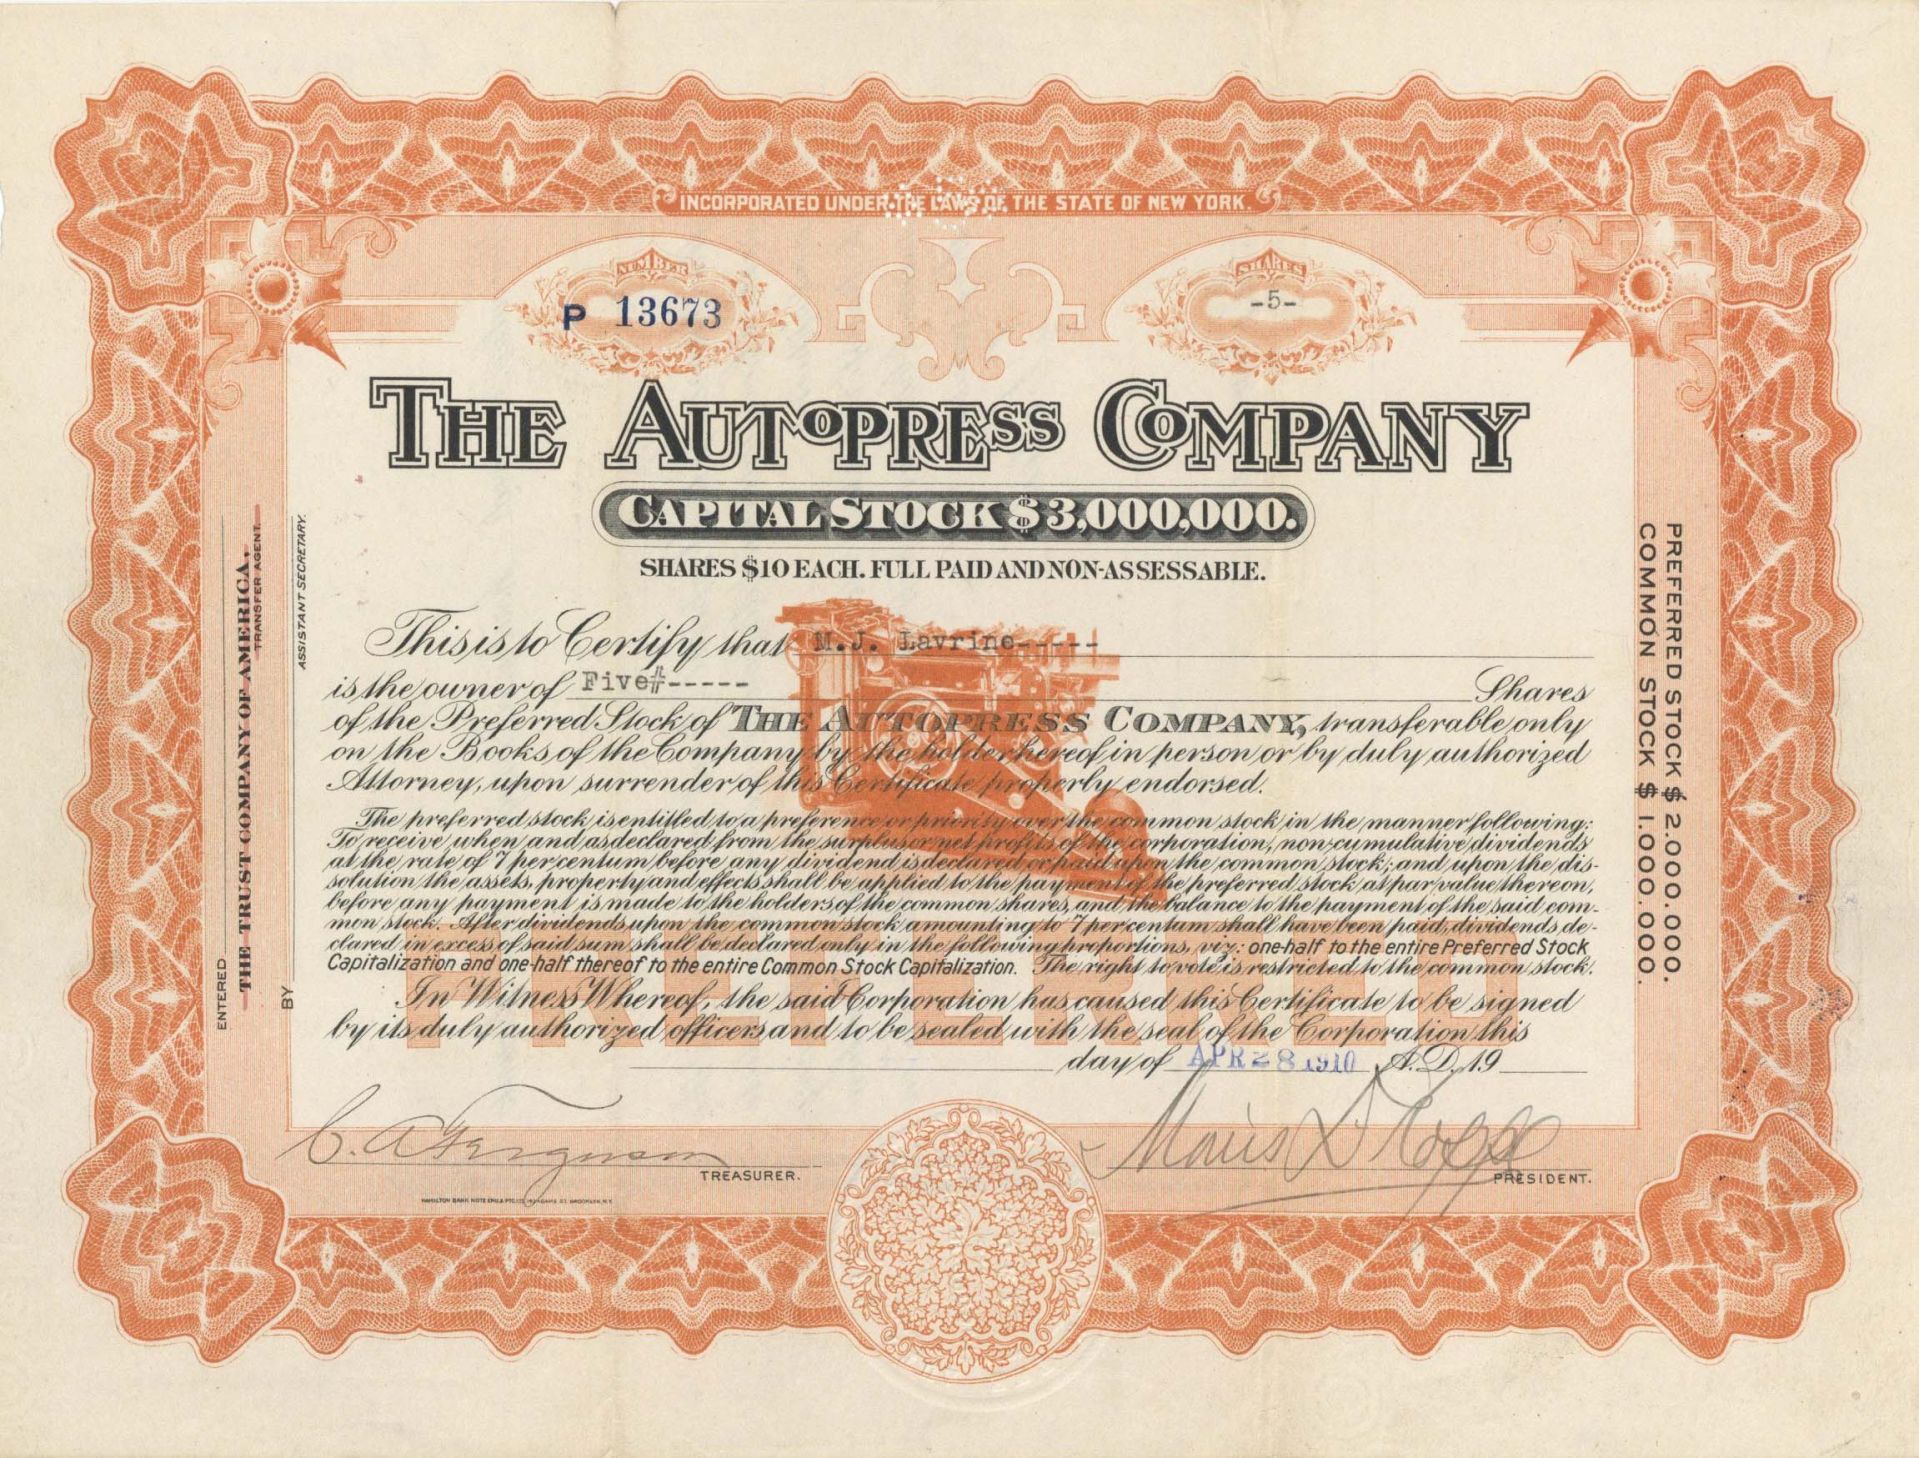 INCORPORATED UNDER THE LAWS OF THE STATE OF NEW YORK.
NUMBER
P 13673
SHARES
-5-
THE AUTOPRESS COMPANY
CAPITAL STOCK $3,000,000.
SHARES $10 EACH. FULL PAID AND NON-ASSESSABLE.
This is to Certify that M.J. Lavrine-----
is the owner of Five#----- Shares
of the Preferred Stock of THE AUTOPRESS COMPANY, transferable only
on the Books of the Company by the holder hereof in person or by duly authorized
Attorney, upon surrender of this Certificate properly endorsed.
The preferred stock is entitled to a preference or priority over the common stock in the manner following:
To receive when and as declared from the surplus or net profits of the corporation, non cumulative dividends
at the rate of 7 per centum before any dividend is declared or paid upon the common stock; and upon the dis-
solution the assets, property and effects shall be applied to the payment of the preferred stock at par value thereon,
before any payment is made to the holders of the common shares, and the balance to the payment of the said com-
mon stock. After dividends upon the common stock amounting to 7 per centum shall have been paid, dividends de-
clared in excess of said sum shall be declared only in the following proportions, viz: one-half to the entire Preferred Stock
Capitalization and one-half thereof to the entire Common Stock Capitalization. The right to vote is restricted to the common stock.
PREFERRED
In Witness Whereof, the said Corporation has caused this Certificate to be signed
by its duly authorized officers and to be sealed with the seal of the Corporation this
day of APR 28 1910 A.D. 19
C. A. Ferguson
TREASURER.
PRESIDENT.
HAMILTON BANK NOTE ENG.& PTG. CO. ADAMS ST. BROOKLYN, N.Y.
ENTERED
THE TRUST COMPANY OF AMERICA,
TRANSFER AGENT.
BY
ASSISTANT SECRETARY.
PREFERRED STOCK $ 2.000.000.
COMMON STOCK $ 1.000.000.